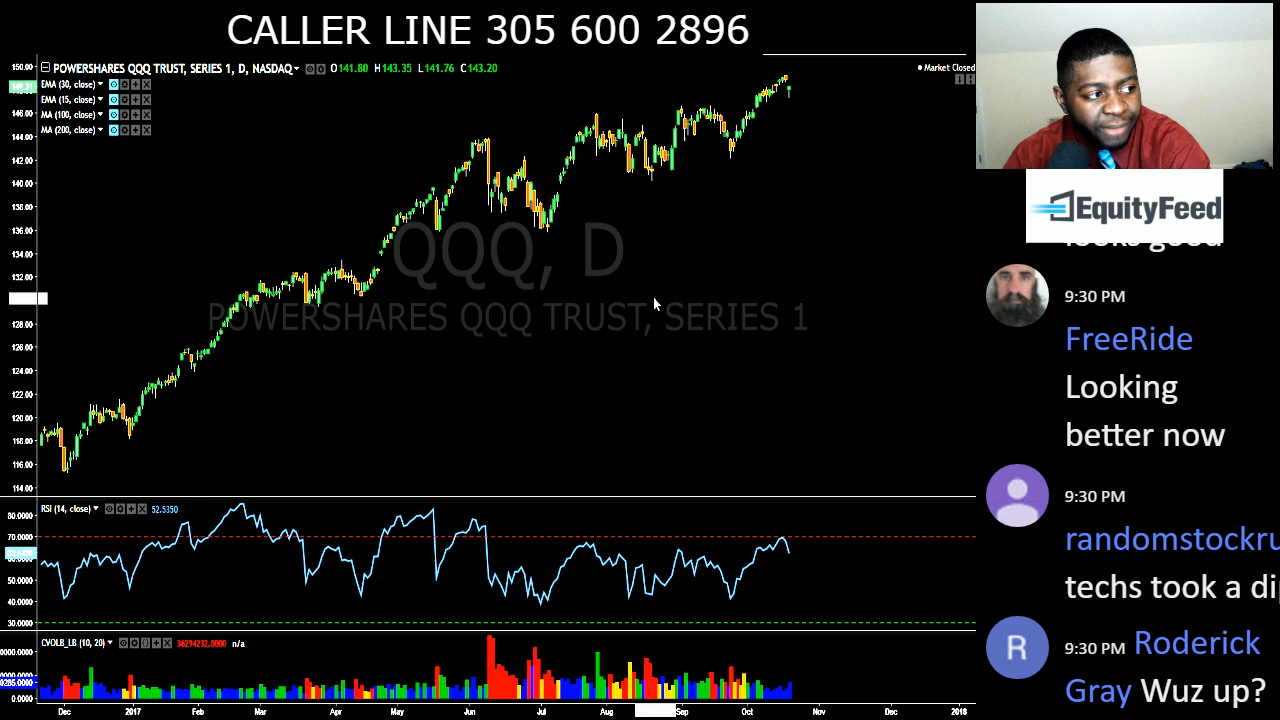 CALLER LINE 305 600 2896
POWERSHARES QQQ TRUST, SERIES 1, D, NASDAQ O141.80 H143.35 L141.76 C143.20
Market Closed
EMA (30, close)
EMA (15, close)
MA (100, close)
MA (200, close)
150.00
146.00
144.00
142.00
140.00
138.00
136.00
134.00
132.00
128.00
126.00
124.00
122.00
120.00
118.00
116.00
114.00
QQQ, D
POWERSHARES QQQ TRUST, SERIES 1
RSI (14, close) 52.5350
80.0000
70.0000
60.0000
50.0000
40.0000
30.0000
CVOLB_LB (10, 20) 36294232.0000 n/a
0.0000
Dec 2017 Feb Mar Apr May Jun Jul Aug Sep Oct Nov Dec 2018
EquityFeed
looks good
9:30 PM
FreeRide
Looking
better now
9:30 PM
randomstockru
techs took a di
9:30 PM Roderick
Gray Wuz up?
R